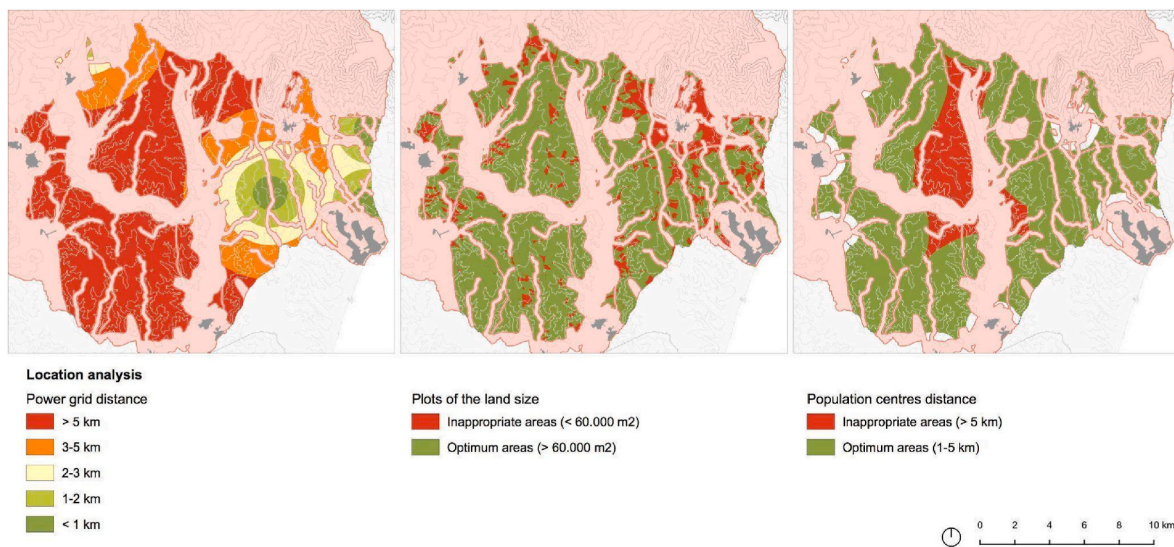 Location analysis
Power grid distance
> 5 km
3-5 km
2-3 km
1-2 km
< 1 km
Plots of the land size
Inappropriate areas (< 60.000 m2)
Optimum areas (> 60.000 m2)
Population centres distance
Inappropriate areas (> 5 km)
Optimum areas (1-5 km)
0 2 4 6 8 10 km